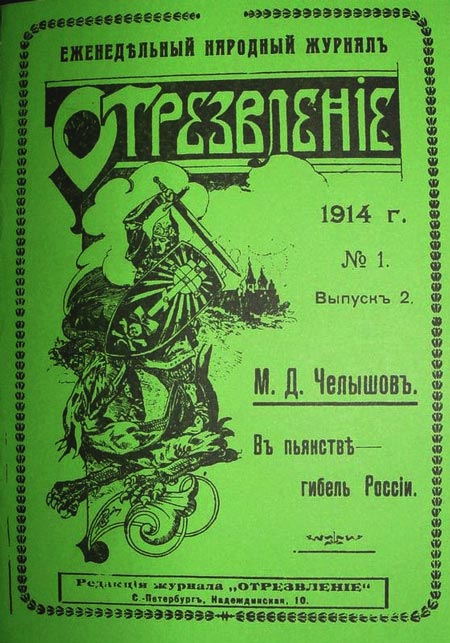 ЕЖЕНЕДѢЛЬНЫЙ НАРОДНЫЙ ЖУРНАЛЪ
ОТРЕЗВЛЕНІЕ
1914 г.
№ 1.
Выпускъ 2.
М. Д. Челышовъ.
Въ пьянствѣ—
гибель Россіи.
Редакція журнала „ОТРЕЗВЛЕНІЕ“
С.-Петербургъ, Надеждинская, 10.